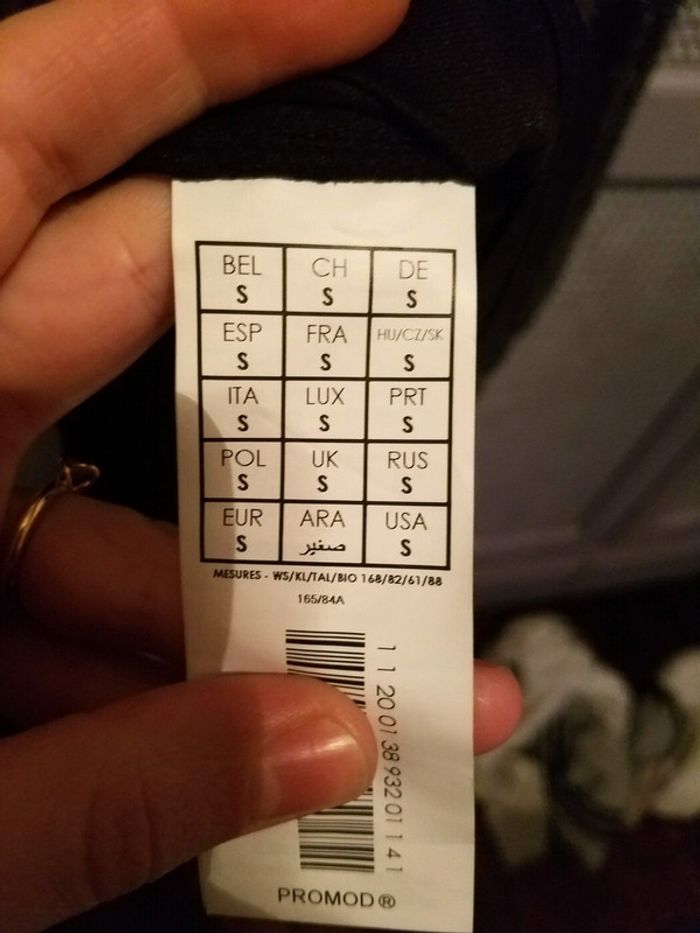 BEL CH DE
S S S
ESP FRA HU/CZ/SK
S S S
ITA LUX PRT
S S S
POL UK RUS
S S S
EUR ARA USA
S صغير S
MESURES - WS/KL/TAL/BIO 168/82/61/88
165/84A
1 1 20 01 38 932 01 1 4 1
PROMOD®